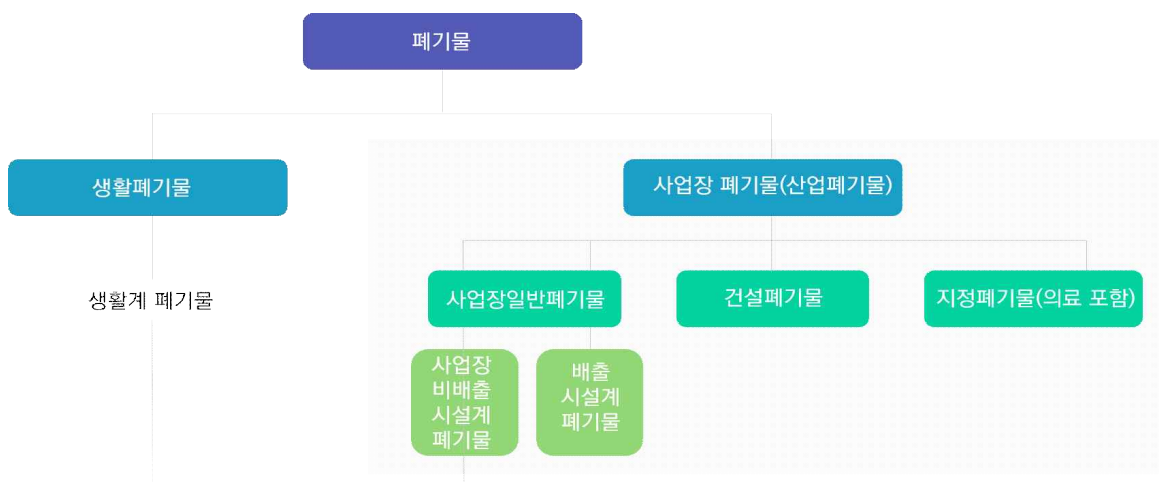 폐기물
생활폐기물
사업장 폐기물(산업폐기물)
생활계 폐기물
사업장일반폐기물
건설폐기물
지정폐기물(의료 포함)
사업장
비배출
시설계
폐기물
배출
시설계
폐기물